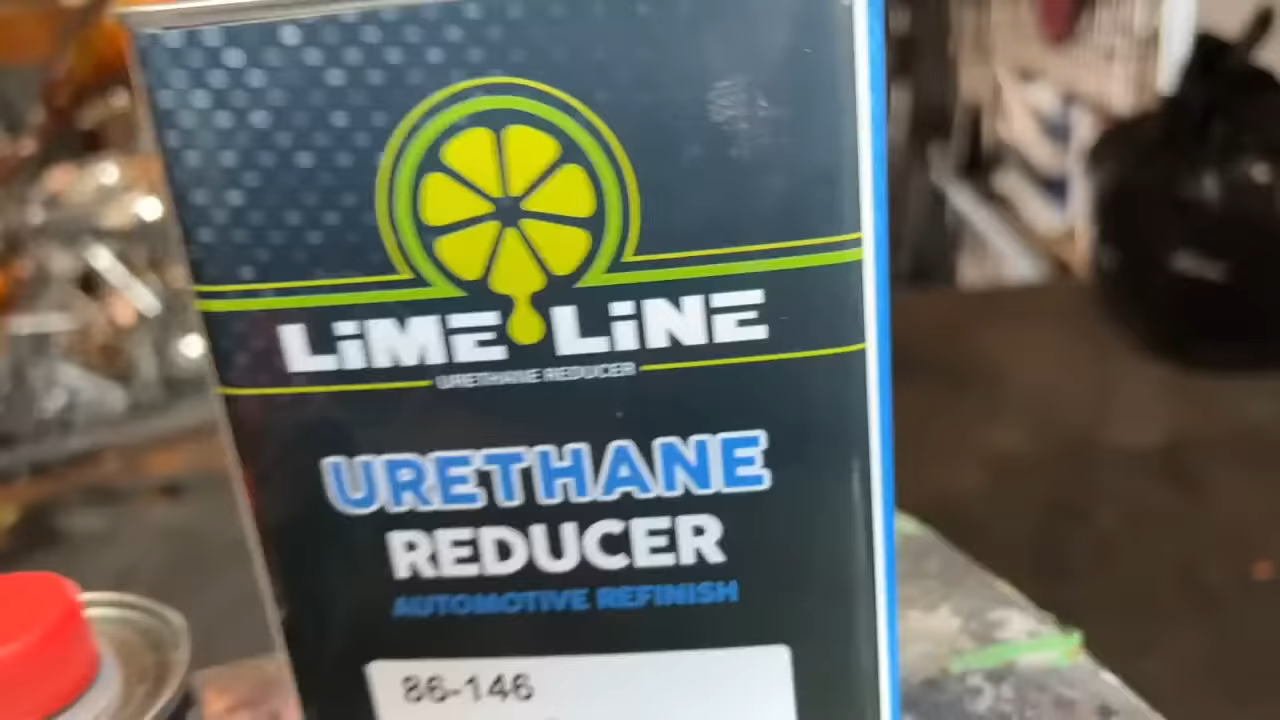 LiME LiNE
URETHANE REDUCER
URETHANE
REDUCER
AUTOMOTIVE REFINISH
86-146